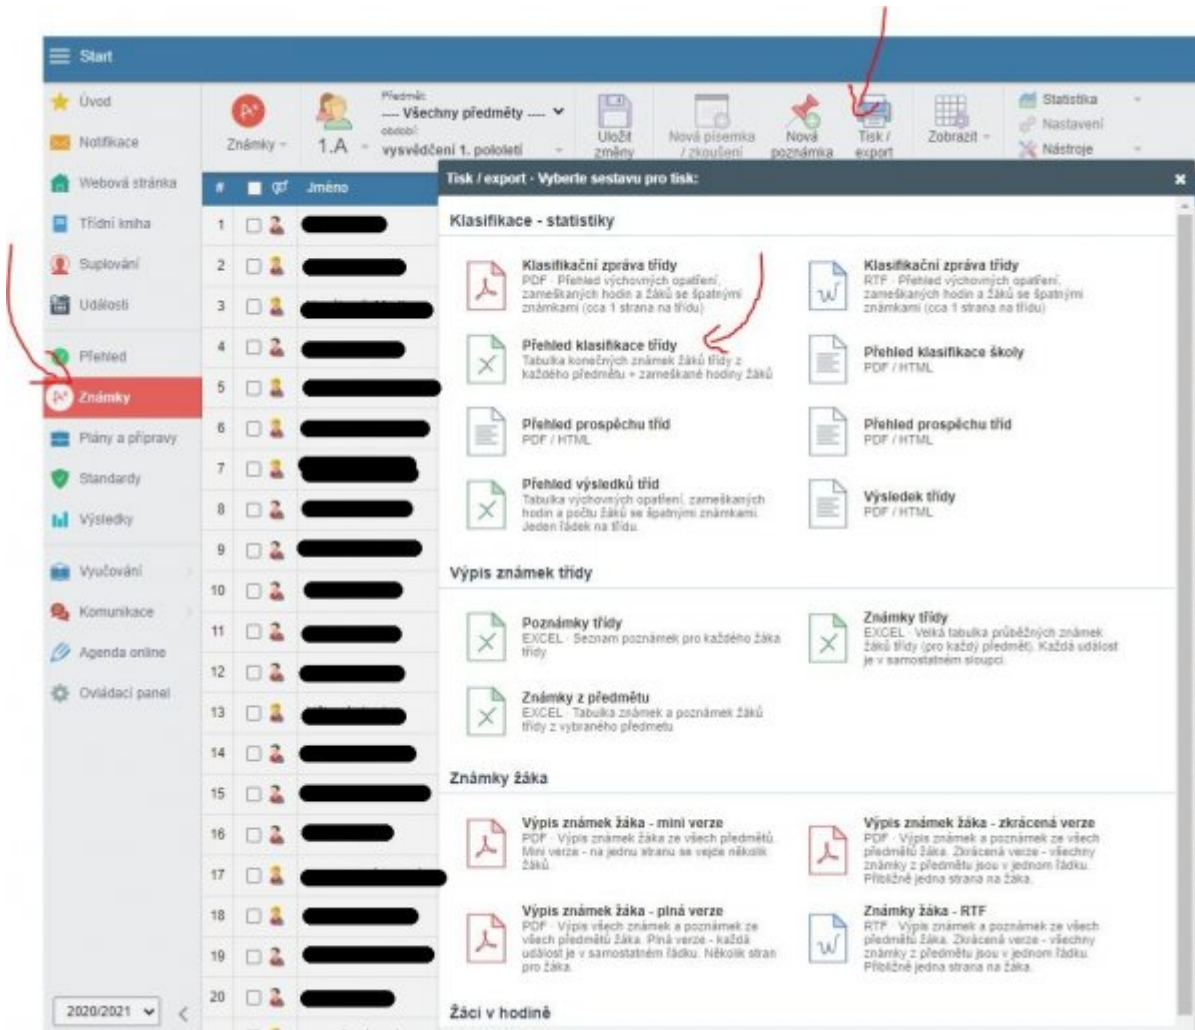 Start
Úvod
Notifikace
Webová stránka
Třídní kniha
Suplování
Události
Přehled
Známky
Plány a přípravy
Standardy
Výsledky
Vyučování
Komunikace
Agenda online
Ovládací panel
2020/2021
Známky
1.A
Předmět:
---- Všechny předměty ----
období:
vysvědčení 1. pololetí
Uložit
změny
Nová písemka
/ zkoušení
Nová
poznámka
Tisk /
export
Zobrazit
Statistika
Nastavení
Nástroje
# Jméno
1
2
3
4
5
6
7
8
9
10
11
12
13
14
15
16
17
18
19
20
Tisk / export - Vyberte sestavu pro tisk:
Klasifikace - statistiky
Klasifikační zpráva třídy
PDF · Přehled výchovných opatření,
zameškaných hodin a žáků se špatnými
známkami (cca 1 strana na třídu)
Klasifikační zpráva třídy
RTF · Přehled výchovných opatření,
zameškaných hodin a žáků se špatnými
známkami (cca 1 strana na třídu)
Přehled klasifikace třídy
Tabulka konečných známek žáků třídy z
každého předmětu + zameškané hodiny žáků
Přehled klasifikace školy
PDF / HTML
Přehled prospěchu tříd
PDF / HTML
Přehled prospěchu tříd
PDF / HTML
Přehled výsledků tříd
Tabulka výchovných opatření, zameškaných
hodin a počtu žáků se špatnými známkami.
Jeden řádek na třídu.
Výsledek třídy
PDF / HTML
Výpis známek třídy
Poznámky třídy
EXCEL · Seznam poznámek pro každého žáka
třídy
Známky třídy
EXCEL · Velká tabulka průběžných známek
žáků třídy (pro každý předmět). Každá událost
je v samostatném sloupci.
Známky z předmětu
EXCEL · Tabulka známek a poznámek žáků
třídy z vybraného předmetu
Známky žáka
Výpis známek žáka - mini verze
PDF · Výpis známek žáka ze všech předmětů.
Mini verze - na jednu stranu se vejde několik
žáků.
Výpis známek žáka - zkrácená verze
PDF · Výpis známek a poznámek ze všech
předmětů žáka. Zkrácená verze - všechny
známky z předmětu jsou v jednom řádku.
Přibližně jedna strana na žáka.
Výpis známek žáka - plná verze
PDF · Výpis všech známek a poznámek ze
všech předmětů žáka. Plná verze - každá
událost je v samostatném řádku. Několik stran
pro žáka.
Známky žáka - RTF
RTF · Výpis známek a poznámek ze všech
předmětů žáka. Zkrácená verze - všechny
známky z předmětu jsou v jednom řádku.
Přibližně jedna strana na žáka.
Žáci v hodině